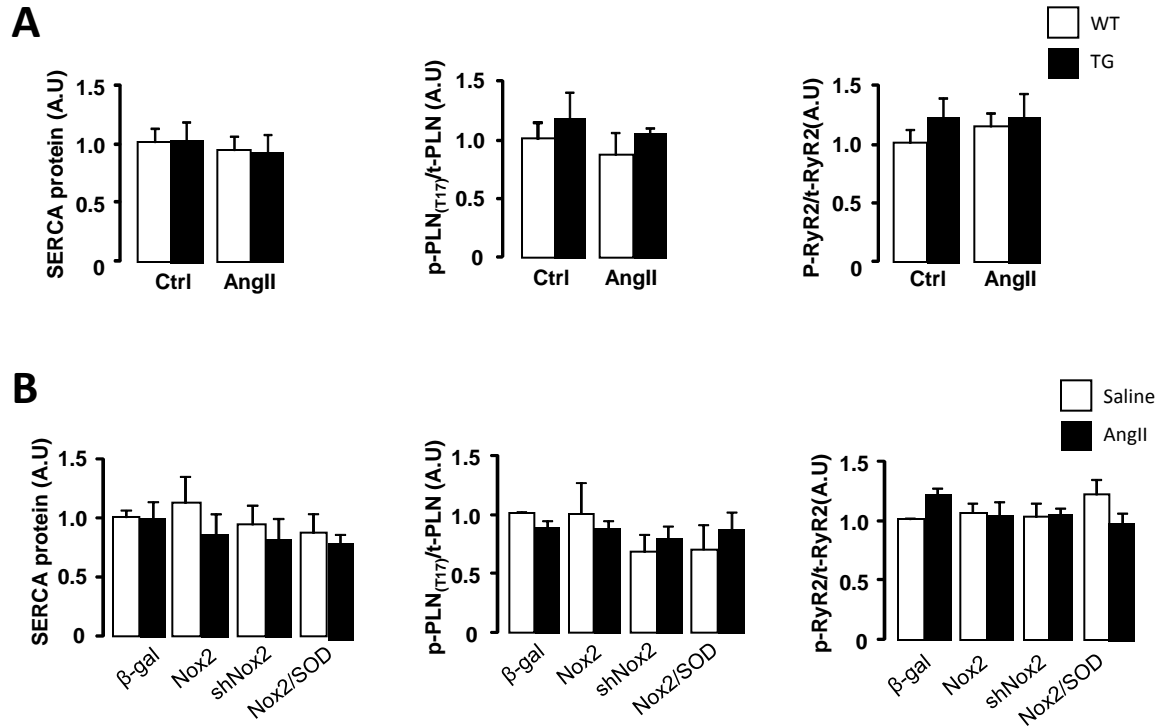 A
WT
TG
SERCA protein (A.U)
1.5
1.0
0.5
0
Ctrl AngII
p-PLN(T17)/t-PLN (A.U)
1.5
1.0
0.5
0
Ctrl AngII
P-RyR2/t-RyR2(A.U)
1.5
1.0
0.5
0
Ctrl AngII
B
Saline
AngII
SERCA protein (A.U)
1.5
1.0
0.5
0
β-gal Nox2 shNox2 Nox2/SOD
p-PLN(T17)/t-PLN (A.U)
1.5
1.0
0.5
0
β-gal Nox2 shNox2 Nox2/SOD
p-RyR2/t-RyR2(A.U)
1.5
1.0
0.5
0
β-gal Nox2 shNox2 Nox2/SOD